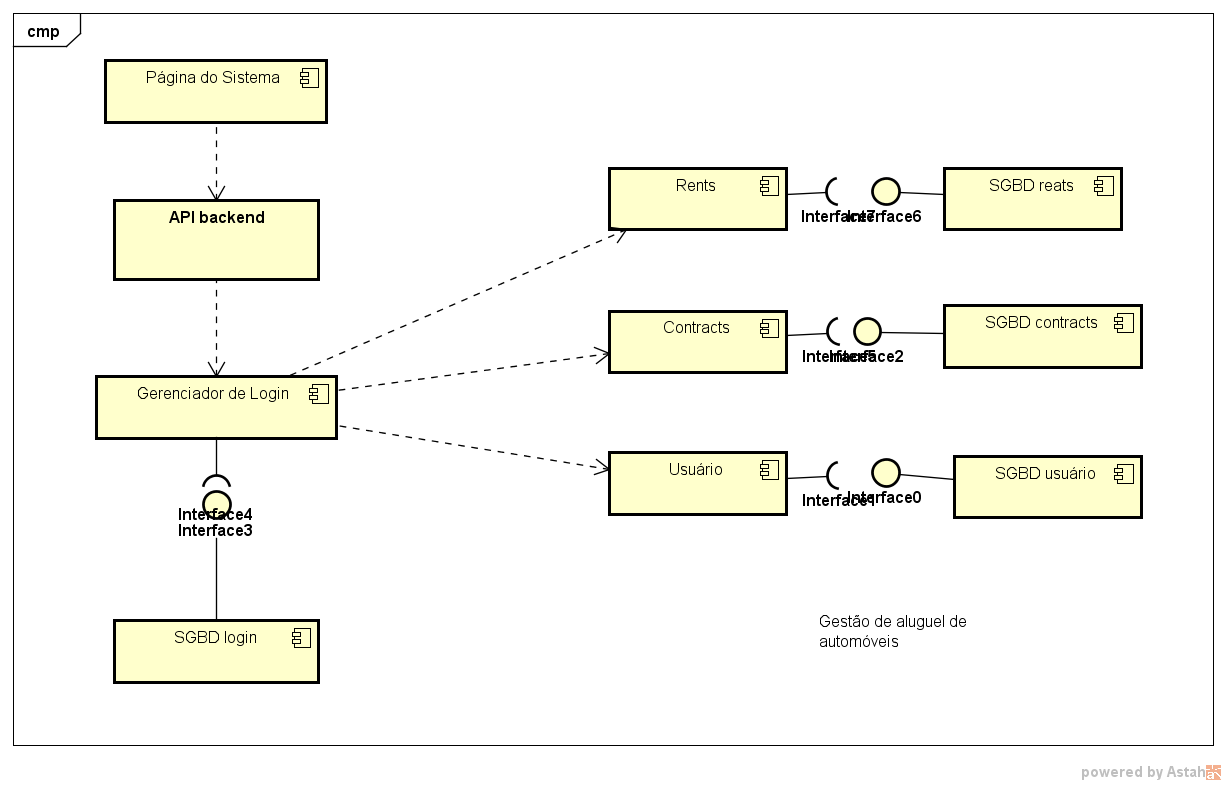 cmp
Página do Sistema
API backend
Gerenciador de Login
Interface4
Interface3
SGBD login
Rents
Interface7
Interface6
SGBD reats
Contracts
Interface5
Interface2
SGBD contracts
Usuário
Interface1
Interface0
SGBD usuário
Gestão de aluguel de
automóveis
powered by Astah